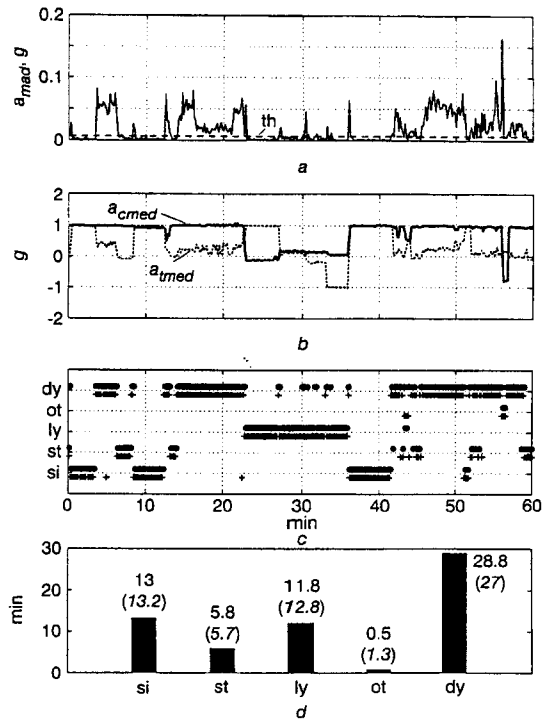 a_mad, g
0.2
0.1
0
th
a
2
1
0
-1
-2
g
a_cmed
a_tmed
b
dy
ot
ly
st
si
0 10 20 30 40 50 60
min
c
30
20
10
0
min
13
(13.2)
5.8
(5.7)
11.8
(12.8)
0.5
(1.3)
28.8
(27)
si st ly ot dy
d